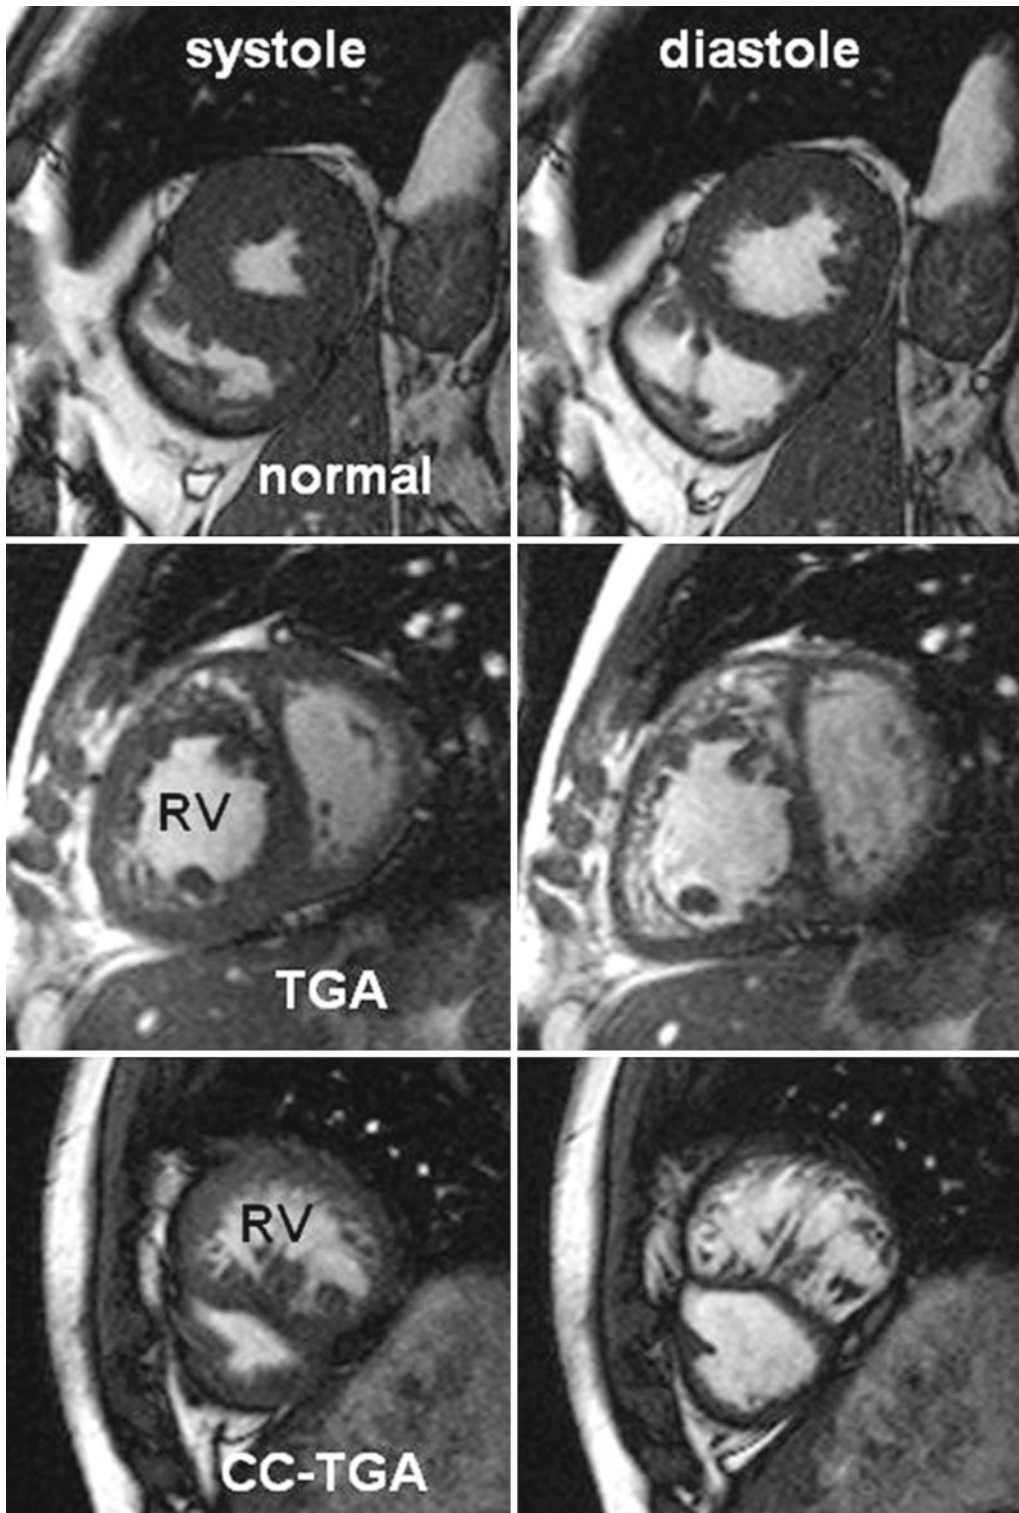 systole
diastole
normal
RV
TGA
RV
CC-TGA